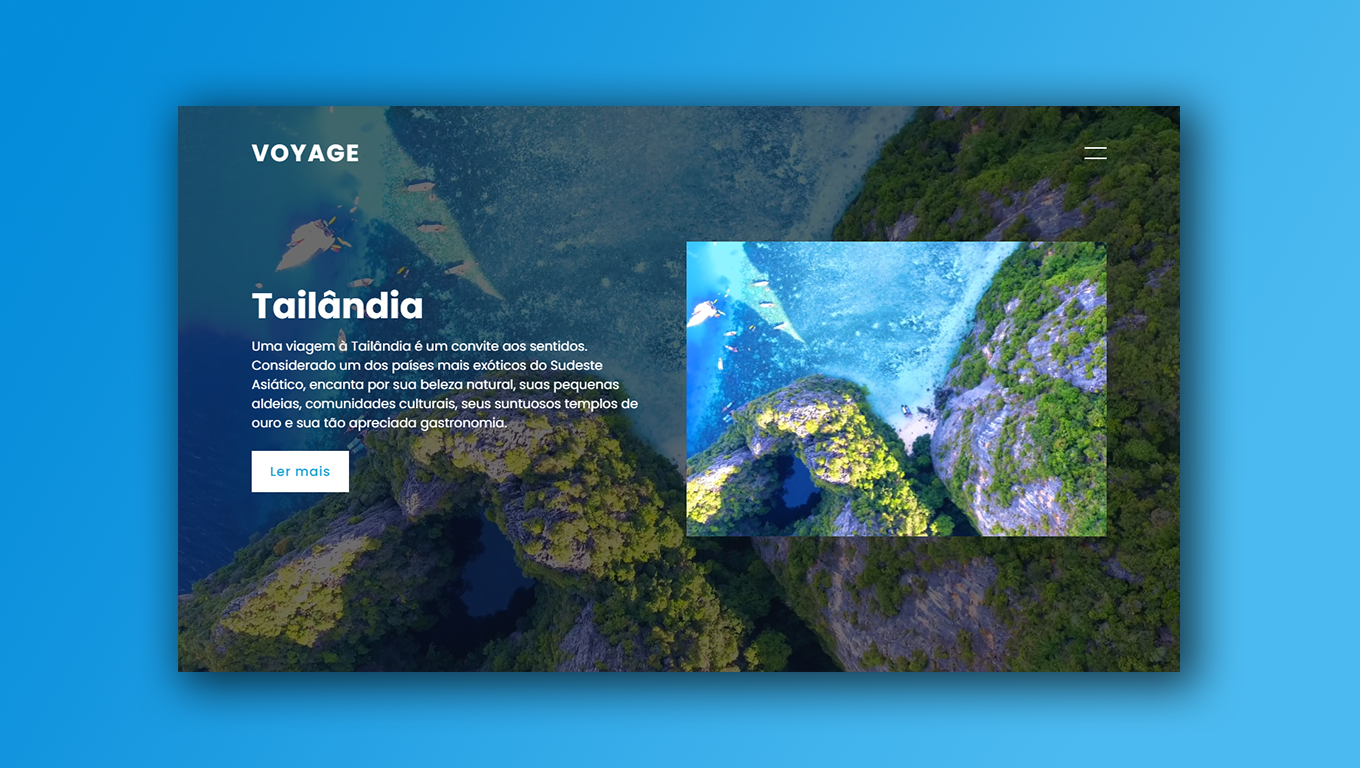 VOYAGE
Tailândia
Uma viagem à Tailândia é um convite aos sentidos.
Considerado um dos países mais exóticos do Sudeste
Asiático, encanta por sua beleza natural, suas pequenas
aldeias, comunidades culturais, seus suntuosos templos de
ouro e sua tão apreciada gastronomia.
Ler mais